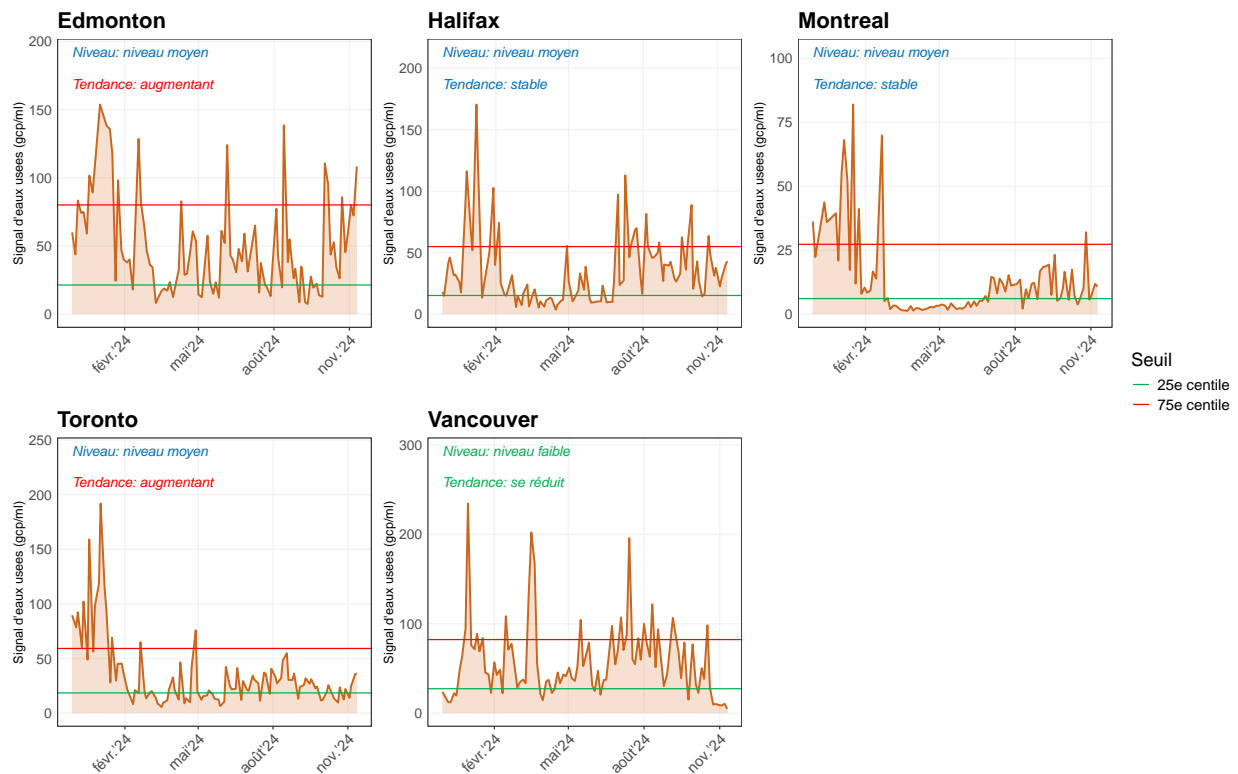 Edmonton
Signal d'eaux usees (gcp/ml)
200
150
100
50
0
Niveau: niveau moyen
Tendance: augmentant
févr.'24
mai'24
août'24
nov.'24
Halifax
Signal d'eaux usees (gcp/ml)
200
150
100
50
0
Niveau: niveau moyen
Tendance: stable
févr.'24
mai'24
août'24
nov.'24
Montreal
Signal d'eaux usees (gcp/ml)
100
75
50
25
0
Niveau: niveau moyen
Tendance: stable
févr.'24
mai'24
août'24
nov.'24
Seuil
25e centile
75e centile
Toronto
Signal d'eaux usees (gcp/ml)
250
200
150
100
50
0
Niveau: niveau moyen
Tendance: augmentant
févr.'24
mai'24
août'24
nov.'24
Vancouver
Signal d'eaux usees (gcp/ml)
300
200
100
0
Niveau: niveau faible
Tendance: se réduit
févr.'24
mai'24
août'24
nov.'24